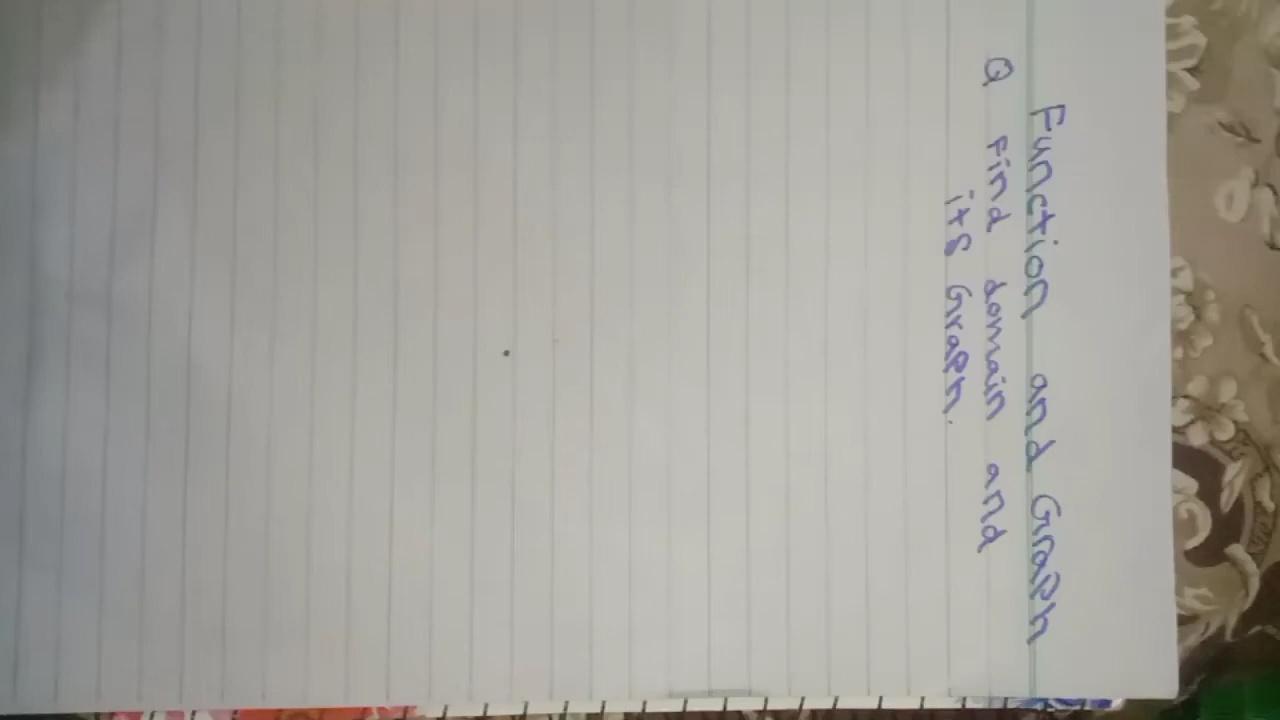 Function and Graph
Q Find domain and
its Graph.